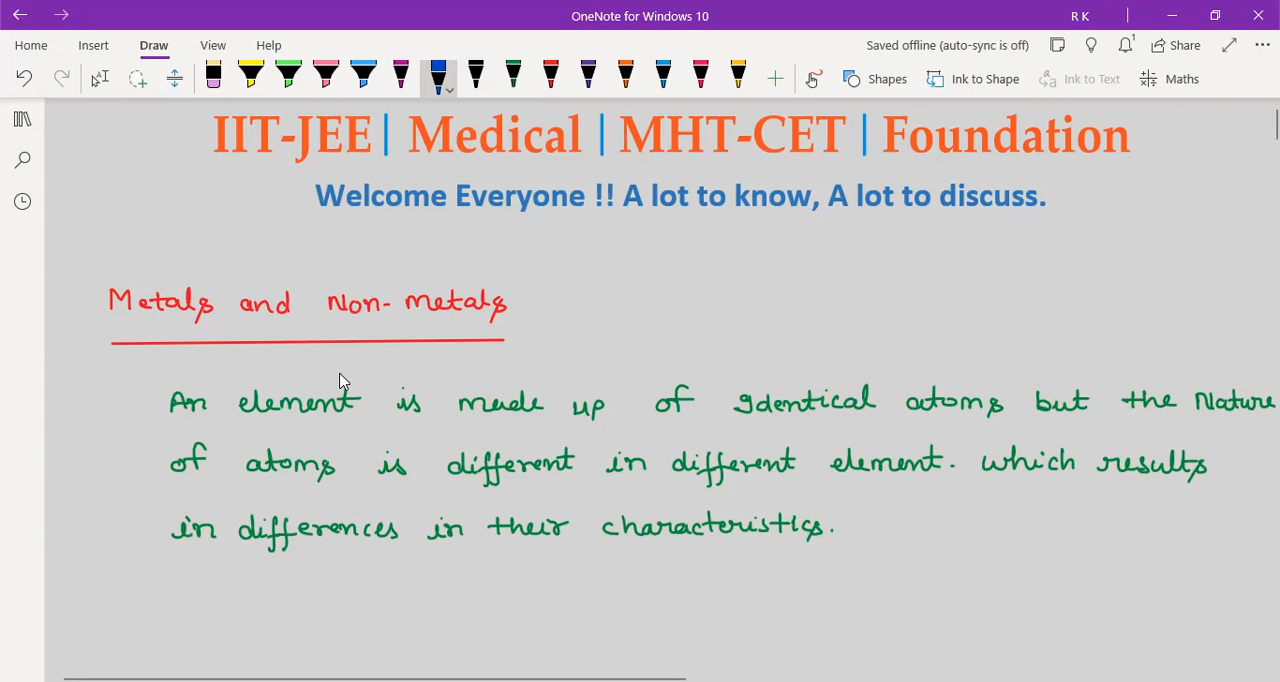 OneNote for Windows 10
R K
Home Insert Draw View Help
Saved offline (auto-sync is off) 1 Share
Shapes Ink to Shape Ink to Text Maths
IIT-JEE | Medical | MHT-CET | Foundation
Welcome Everyone !! A lot to know, A lot to discuss.
Metals and Non-metals
An element is made up of Identical atoms but the Nature
of atoms is different in different element. which results
in differences in their characteristics.